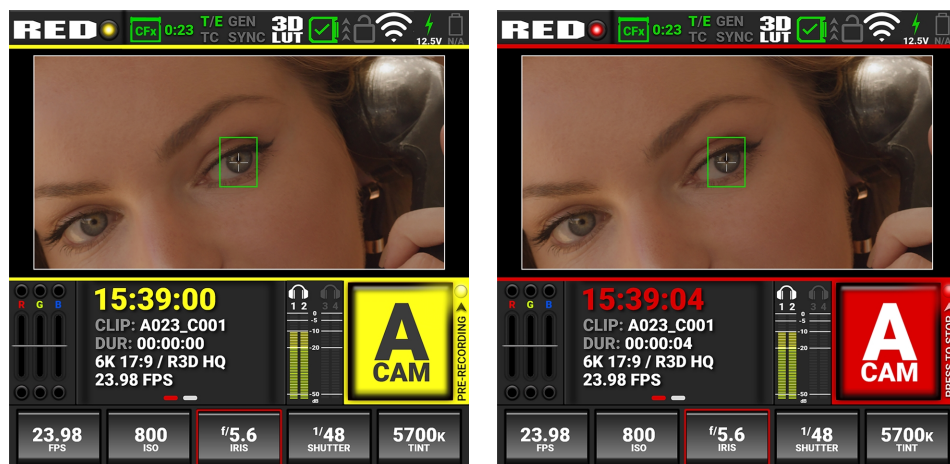 RED CFx 0:23 T/E GEN 3D
TC SYNC LUT 12.5V N/A
R G B
15:39:00
CLIP: A023_C001
DUR: 00:00:00
6K 17:9 / R3D HQ
23.98 FPS
1 2 3 4
0
-5
-10
-20
-50
dB
A
CAM
PRE-RECORDING
23.98 800 f/5.6 1/48 5700K
FPS ISO IRIS SHUTTER TINT
RED CFx 0:23 T/E GEN 3D
TC SYNC LUT 12.5V N/A
R G B
15:39:04
CLIP: A023_C001
DUR: 00:00:04
6K 17:9 / R3D HQ
23.98 FPS
1 2 3 4
0
-5
-10
-20
-50
dB
A
CAM
PRESS TO STOP
23.98 800 f/5.6 1/48 5700K
FPS ISO IRIS SHUTTER TINT